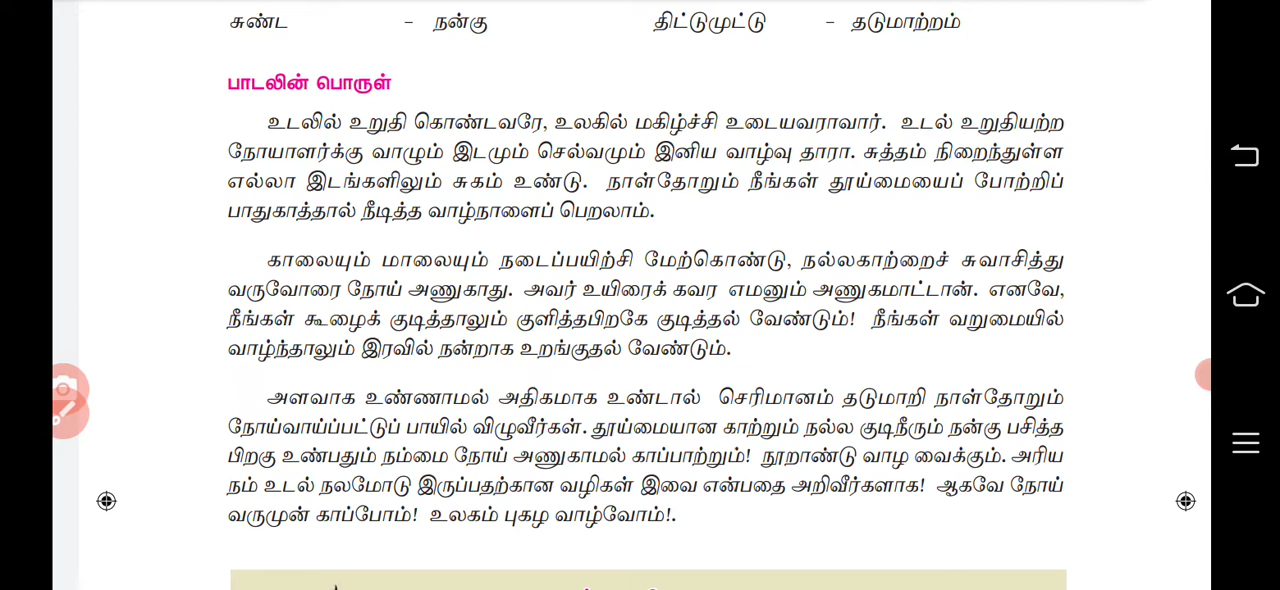 சுண்ட - நன்கு திட்டுமுட்டு - தடுமாற்றம்
பாடலின் பொருள்
உடலில் உறுதி கொண்டவரே, உலகில் மகிழ்ச்சி உடையவராவார். உடல் உறுதியற்ற
நோயாளர்க்கு வாழும் இடமும் செல்வமும் இனிய வாழ்வு தாரா. சுத்தம் நிறைந்துள்ள
எல்லா இடங்களிலும் சுகம் உண்டு. நாள்தோறும் நீங்கள் தூய்மையைப் போற்றிப்
பாதுகாத்தால் நீடித்த வாழ்நாளைப் பெறலாம்.
காலையும் மாலையும் நடைப்பயிற்சி மேற்கொண்டு, நல்லகாற்றைச் சுவாசித்து
வருவோரை நோய் அணுகாது. அவர் உயிரைக் கவர எமனும் அணுகமாட்டான். எனவே,
நீங்கள் கூழைக் குடித்தாலும் குளித்தபிறகே குடித்தல் வேண்டும்! நீங்கள் வறுமையில்
வாழ்ந்தாலும் இரவில் நன்றாக உறங்குதல் வேண்டும்.
அளவாக உண்ணாமல் அதிகமாக உண்டால் செரிமானம் தடுமாறி நாள்தோறும்
நோய்வாய்ப்பட்டுப் பாயில் விழுவீர்கள். தூய்மையான காற்றும் நல்ல குடிநீரும் நன்கு பசித்த
பிறகு உண்பதும் நம்மை நோய் அணுகாமல் காப்பாற்றும்! நூறாண்டு வாழ வைக்கும். அரிய
நம் உடல் நலமோடு இருப்பதற்கான வழிகள் இவை என்பதை அறிவீர்களாக! ஆகவே நோய்
வருமுன் காப்போம்! உலகம் புகழ வாழ்வோம்!.